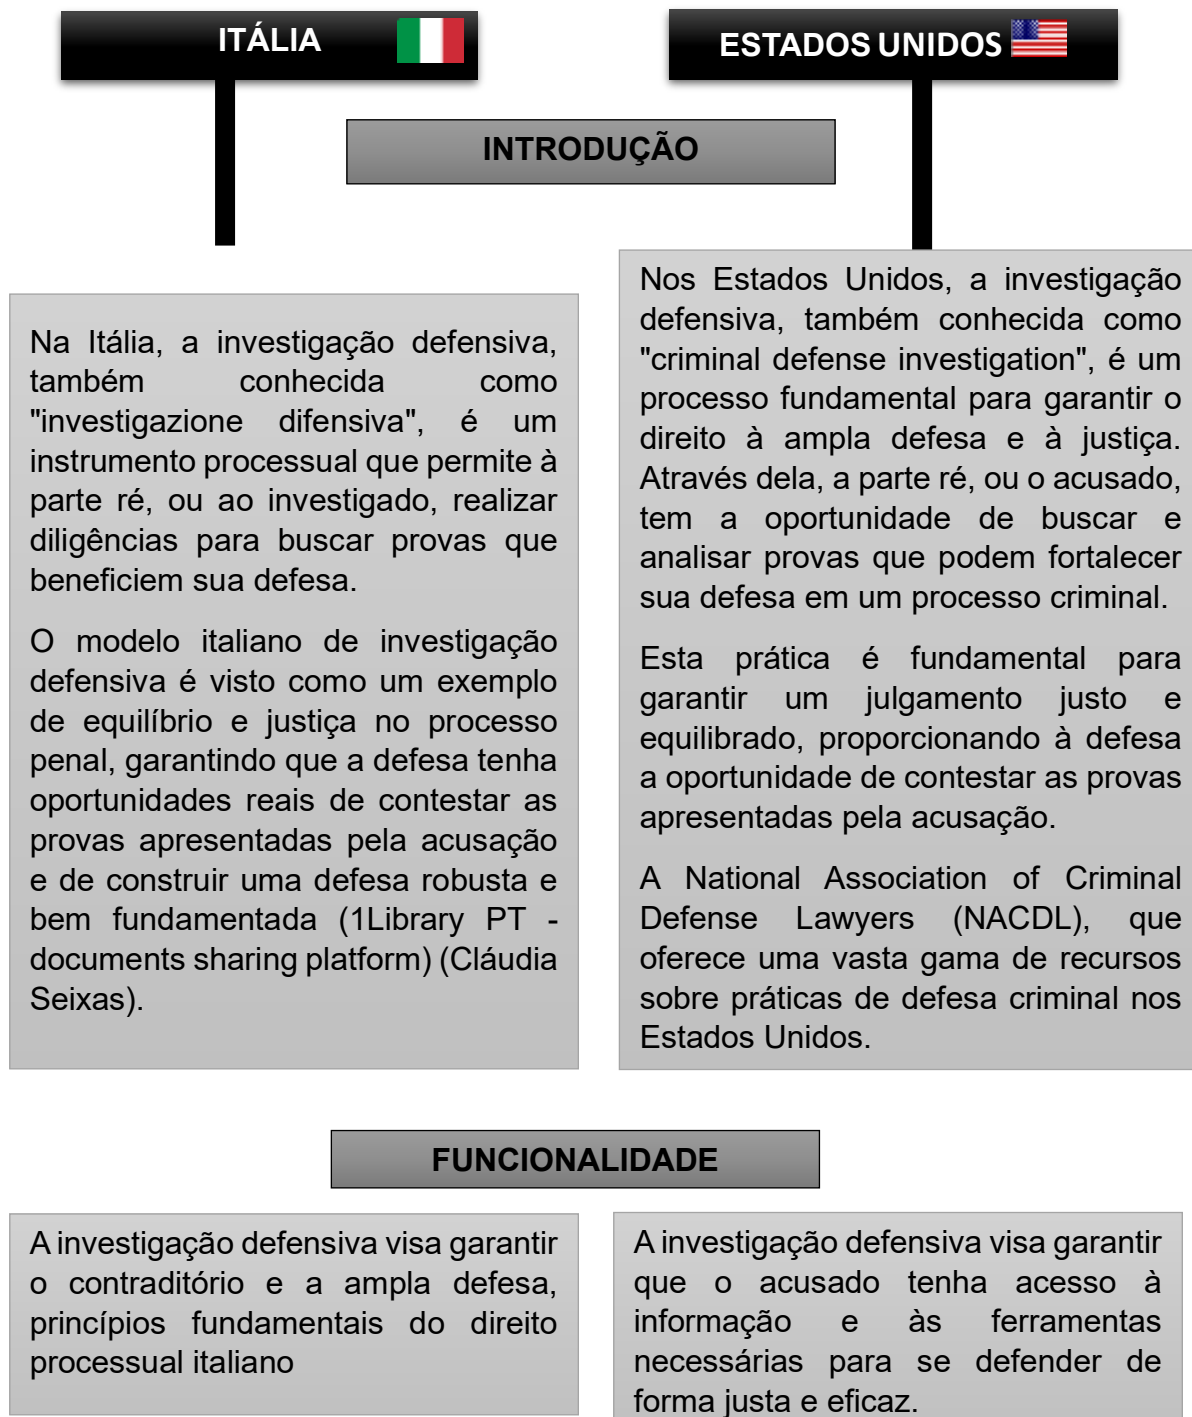 ITÁLIA
ESTADOS UNIDOS
INTRODUÇÃO
Na Itália, a investigação defensiva,
também conhecida como
"investigazione difensiva", é um
instrumento processual que permite à
parte ré, ou ao investigado, realizar
diligências para buscar provas que
beneficiem sua defesa.
O modelo italiano de investigação
defensiva é visto como um exemplo
de equilíbrio e justiça no processo
penal, garantindo que a defesa tenha
oportunidades reais de contestar as
provas apresentadas pela acusação
e de construir uma defesa robusta e
bem fundamentada (1Library PT -
documents sharing platform) (Cláudia
Seixas).
Nos Estados Unidos, a investigação
defensiva, também conhecida como
"criminal defense investigation", é um
processo fundamental para garantir o
direito à ampla defesa e à justiça.
Através dela, a parte ré, ou o acusado,
tem a oportunidade de buscar e
analisar provas que podem fortalecer
sua defesa em um processo criminal.
Esta prática é fundamental para
garantir um julgamento justo e
equilibrado, proporcionando à defesa
a oportunidade de contestar as provas
apresentadas pela acusação.
A National Association of Criminal
Defense Lawyers (NACDL), que
oferece uma vasta gama de recursos
sobre práticas de defesa criminal nos
Estados Unidos.
FUNCIONALIDADE
A investigação defensiva visa garantir
o contraditório e a ampla defesa,
princípios fundamentais do direito
processual italiano
A investigação defensiva visa garantir
que o acusado tenha acesso à
informação e às ferramentas
necessárias para se defender de
forma justa e eficaz.